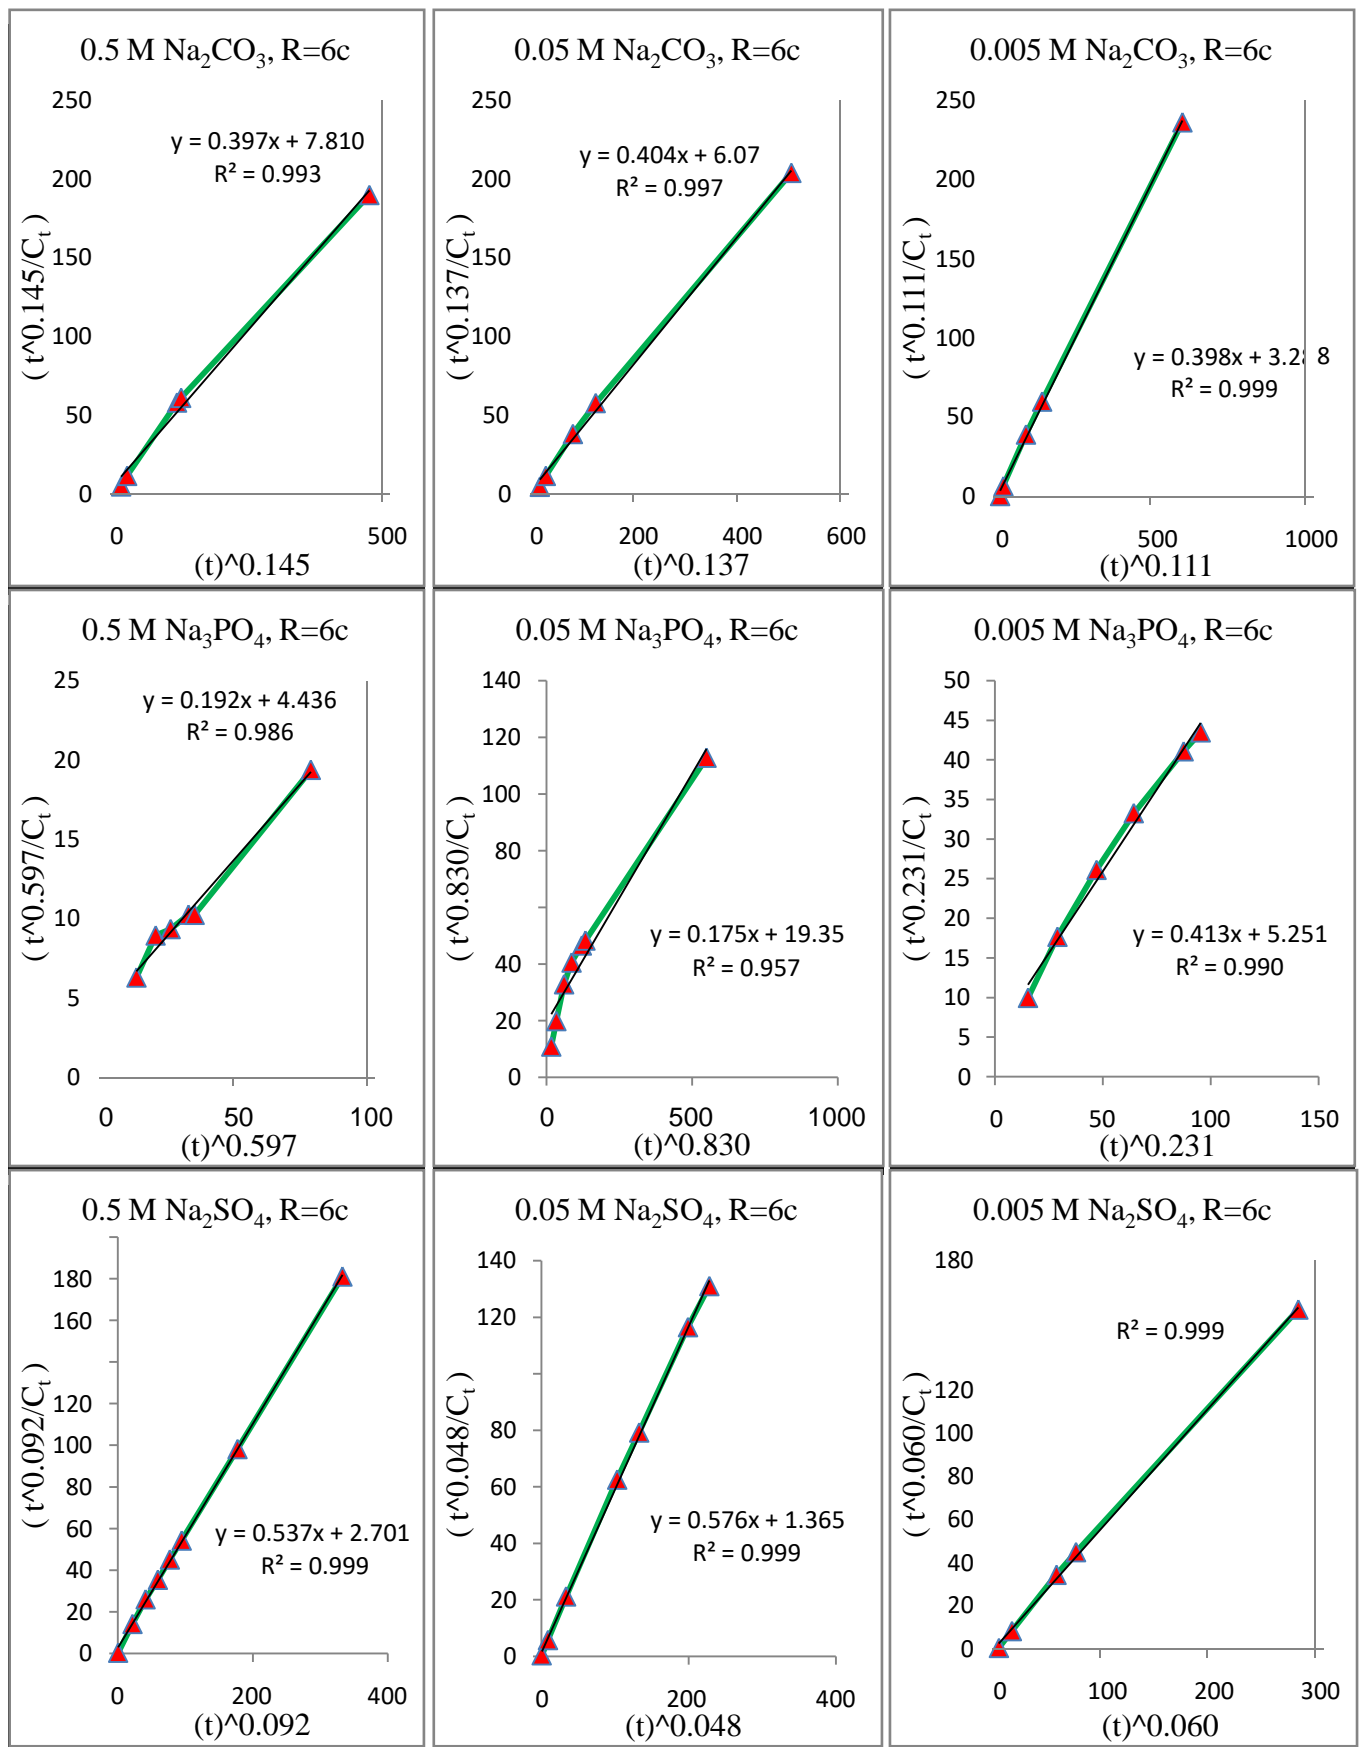 0.5 M Na₂CO₃, R=6c
250
200
150
100
50
0
y = 0.397x + 7.810
R² = 0.993
( t^0.145/Cₜ )
0 500
(t)^0.145
0.05 M Na₂CO₃, R=6c
250
200
150
100
50
0
y = 0.404x + 6.07
R² = 0.997
( t^0.137/Cₜ )
0 200 400 600
(t)^0.137
0.005 M Na₂CO₃, R=6c
250
200
150
100
50
0
y = 0.398x + 3.288
R² = 0.999
( t^0.111/Cₜ )
0 500 1000
(t)^0.111
0.5 M Na₃PO₄, R=6c
25
20
15
10
5
0
y = 0.192x + 4.436
R² = 0.986
( t^0.597/Cₜ )
0 50 100
(t)^0.597
0.05 M Na₃PO₄, R=6c
140
120
100
80
40
20
0
y = 0.175x + 19.35
R² = 0.957
( t^0.830/Cₜ )
0 500 1000
(t)^0.830
0.005 M Na₃PO₄, R=6c
50
45
40
35
30
25
20
15
10
5
0
y = 0.413x + 5.251
R² = 0.990
( t^0.231/Cₜ )
0 50 100 150
(t)^0.231
0.5 M Na₂SO₄, R=6c
180
160
120
100
80
60
40
20
0
y = 0.537x + 2.701
R² = 0.999
( t^0.092/Cₜ )
0 200 400
(t)^0.092
0.05 M Na₂SO₄, R=6c
140
120
80
60
40
20
0
y = 0.576x + 1.365
R² = 0.999
( t^0.048/Cₜ )
0 200 400
(t)^0.048
0.005 M Na₂SO₄, R=6c
180
120
100
80
60
40
20
0
R² = 0.999
( t^0.060/Cₜ )
0 100 200 300
(t)^0.060